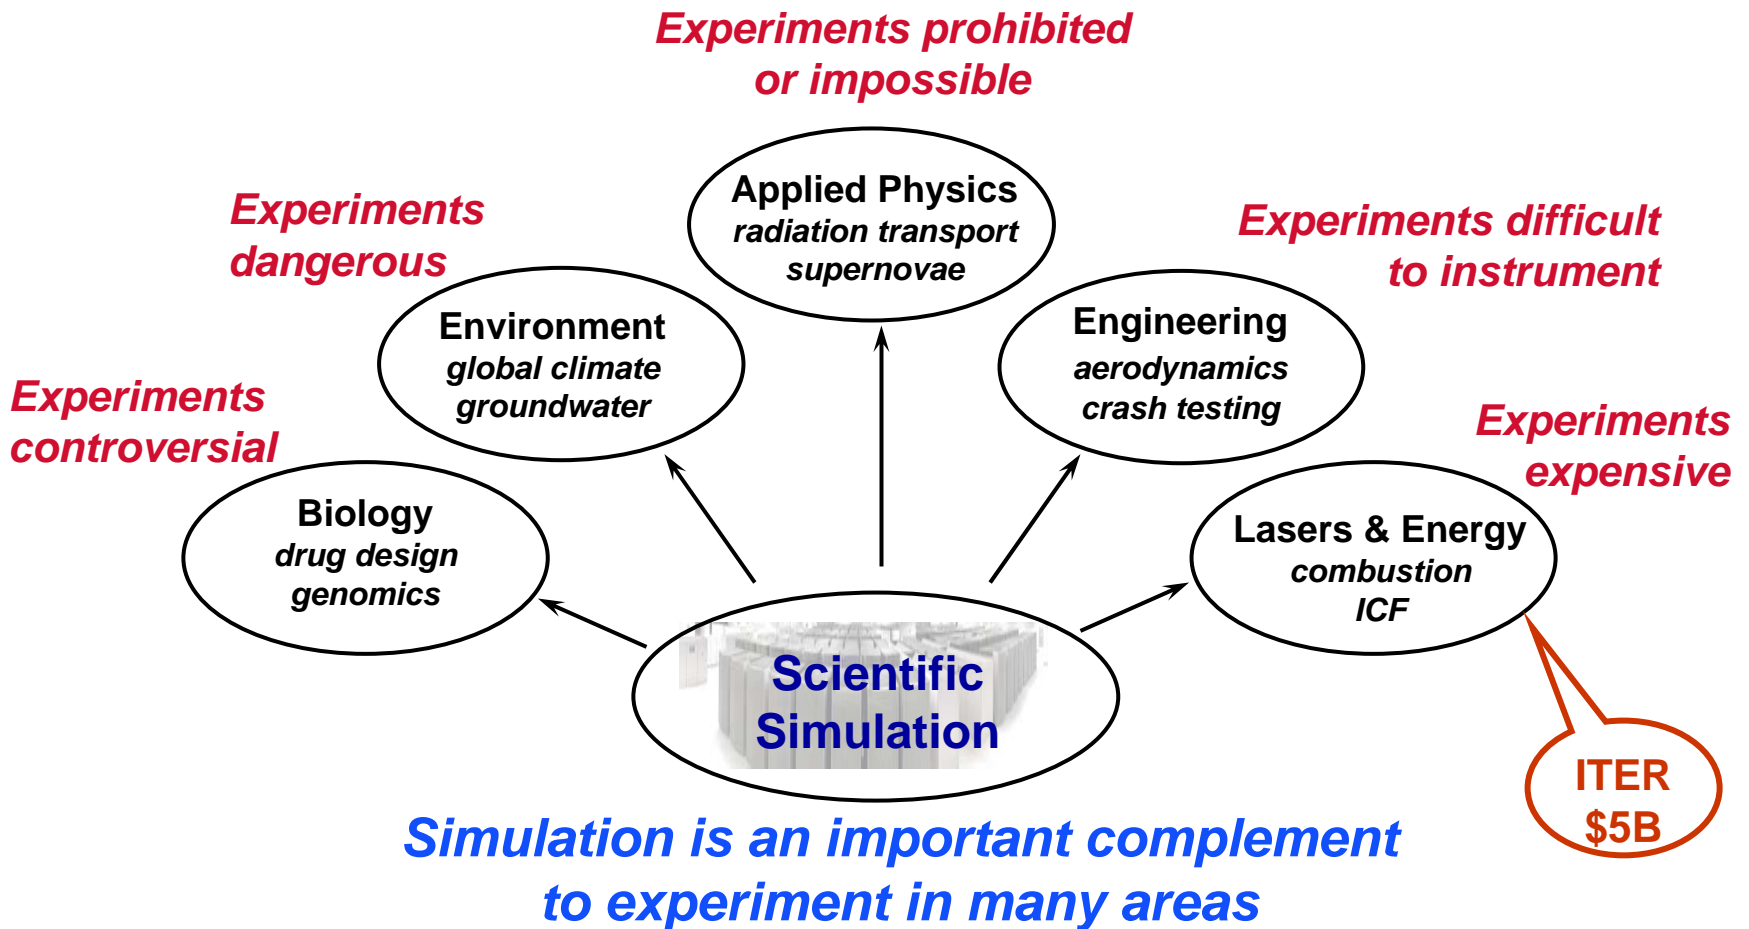 Experiments prohibited
or impossible
Applied Physics
radiation transport
supernovae
Experiments
dangerous
Environment
global climate
groundwater
Experiments difficult
to instrument
Engineering
aerodynamics
crash testing
Experiments
controversial
Biology
drug design
genomics
Experiments
expensive
Lasers & Energy
combustion
ICF
Scientific
Simulation
ITER
$5B
Simulation is an important complement
to experiment in many areas